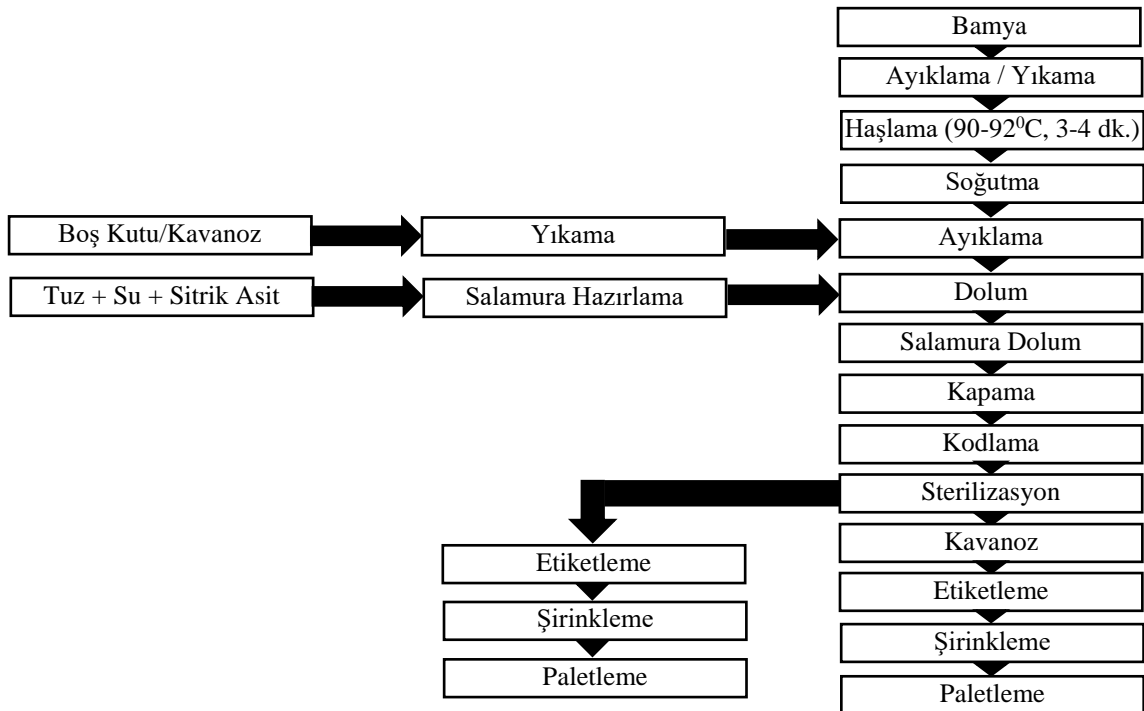 Bamya
Ayıklama / Yıkama
Haşlama (90-92⁰C, 3-4 dk.)
Soğutma
Boş Kutu/Kavanoz
Yıkama
Ayıklama
Tuz + Su + Sitrik Asit
Salamura Hazırlama
Dolum
Salamura Dolum
Kapama
Kodlama
Sterilizasyon
Kavanoz
Etiketleme
Şirinkleme
Paletleme
Etiketleme
Şirinkleme
Paletleme